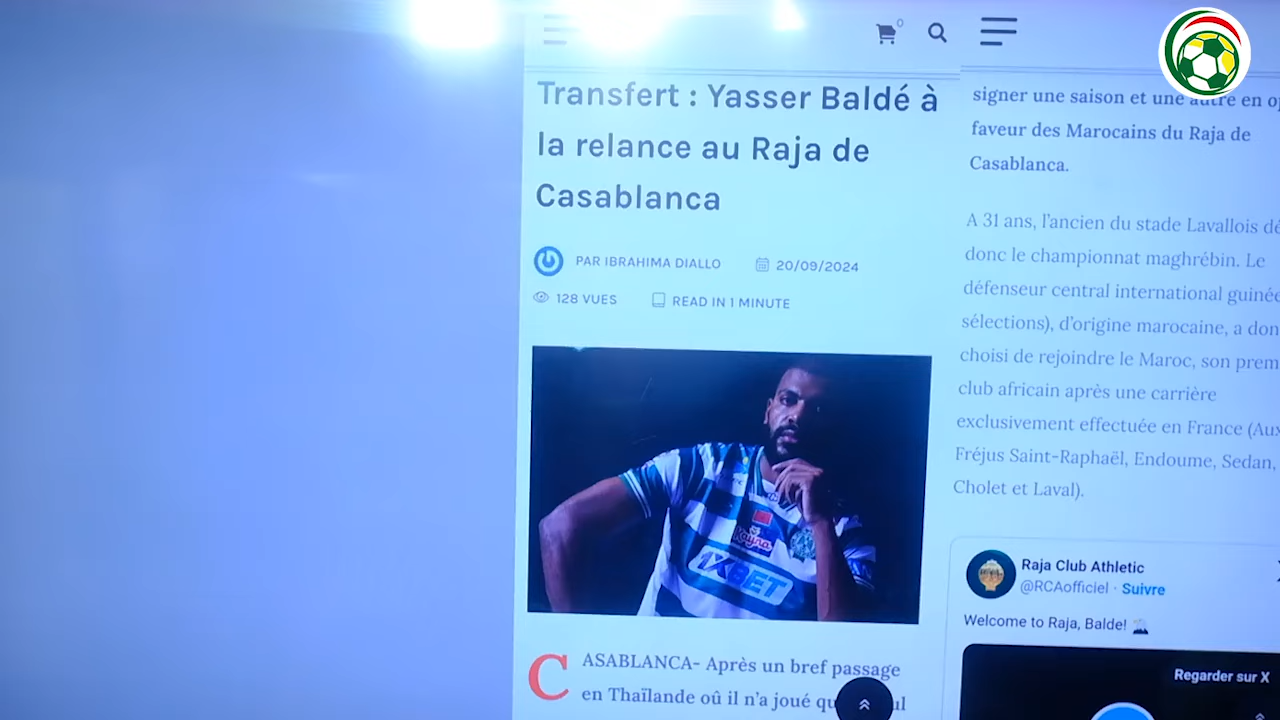 0
Transfert : Yasser Baldé à
la relance au Raja de
Casablanca
PAR IBRAHIMA DIALLO 20/09/2024
128 VUES READ IN 1 MINUTE
Knyna
1XBET
CASABLANCA- Après un bref passage
en Thaïlande oû il n'a joué
signer une saison et une autre en
faveur des Marocains du Raja de
Casablanca.
A 31 ans, l'ancien du stade Lavallois
donc le championnat maghrébin. Le
défenseur central international
sélections), d'origine marocaine, a
choisi de rejoindre le Maroc, son
club africain après une carrière
exclusivement effectuée en France
Fréjus Saint-Raphaël, Endoume, Sedan,
Cholet et Laval).
Raja Club Athletic
@RCAofficiel · Suivre
Welcome to Raja, Balde!
Regarder sur X